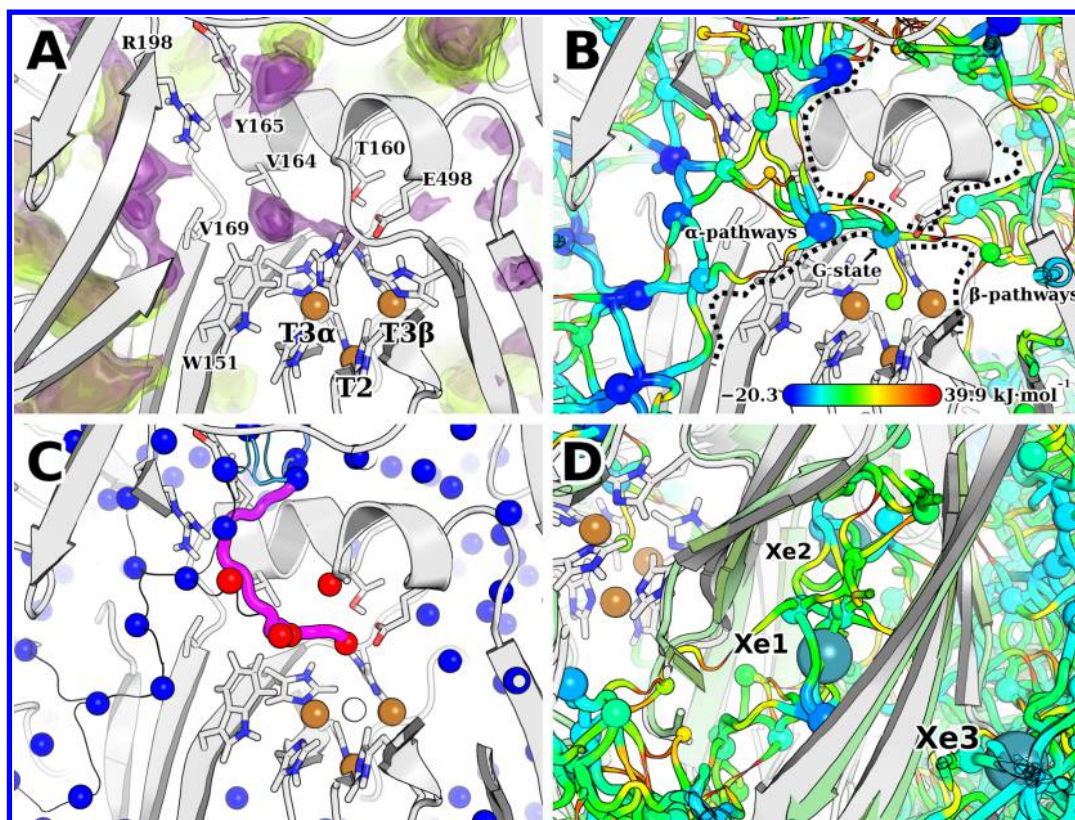 A
R198
Y165
V164
T160
E498
V169
W151
T3α
T3β
T2
B
α-pathways
G-state
β-pathways
−20.3
39.9 kJ·mol⁻¹
C
D
Xe2
Xe1
Xe3